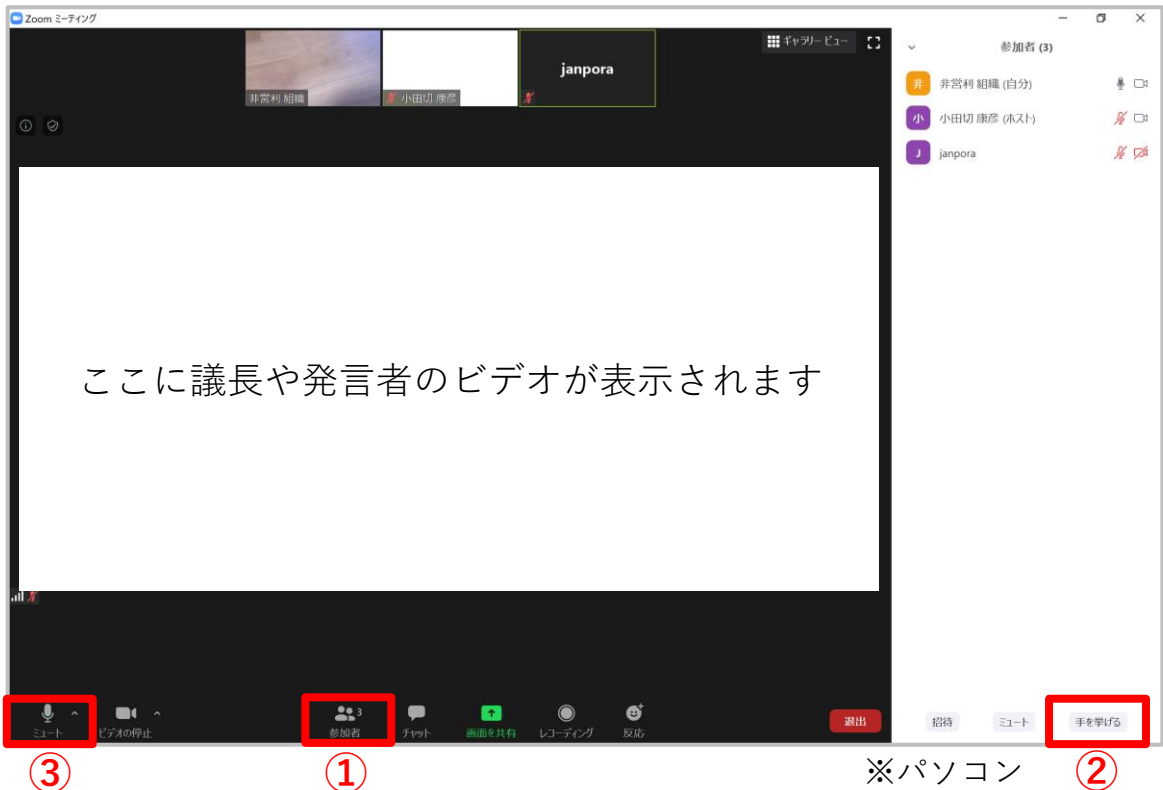 Zoom ミーティング
ギャラリー ビュー
参加者 (3)
非営利 組織
小田切 康彦
janpora
非 非営利 組織 (自分)
小 小田切 康彦 (ホスト)
J janpora
ここに議長や発言者のビデオが表示されます
ミュート
ビデオの停止
3
参加者
チャット
画面を共有
レコーディング
反応
退出
招待
ミュート
手を挙げる
③
①
※パソコン
②